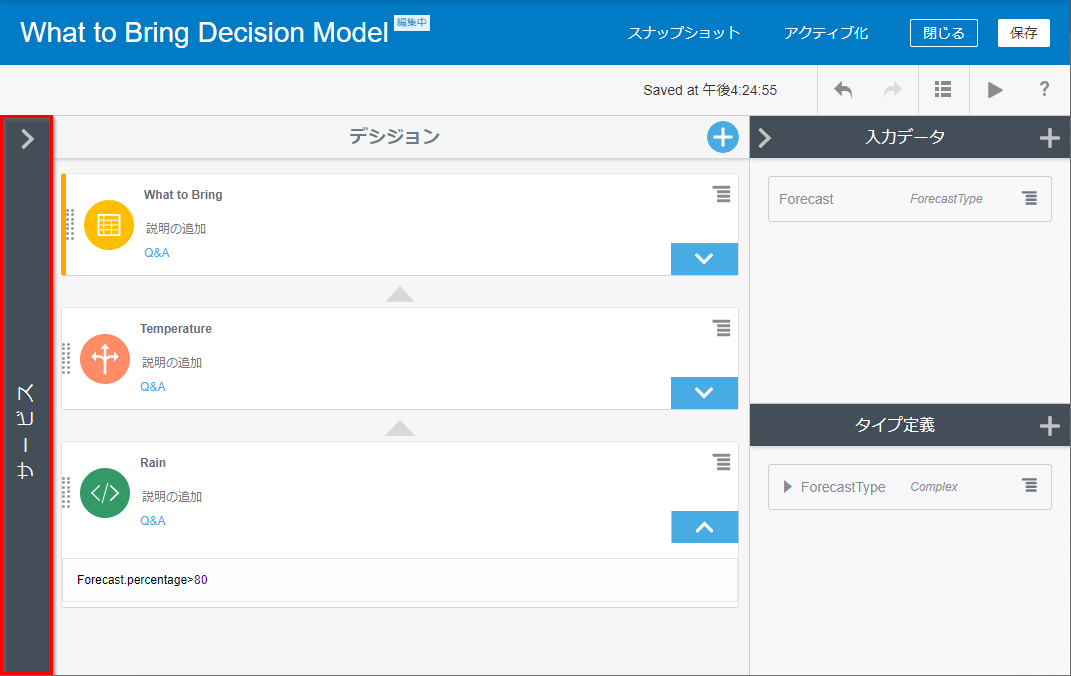 What to Bring Decision Model 編集中
スナップショット アクティブ化 閉じる 保存
Saved at 午後4:24:55 ?
サービス
デシジョン
What to Bring
説明の追加
Q&A
Temperature
説明の追加
Q&A
Rain
説明の追加
Q&A
Forecast.percentage>80
入力データ
Forecast ForecastType
タイプ定義
ForecastType Complex